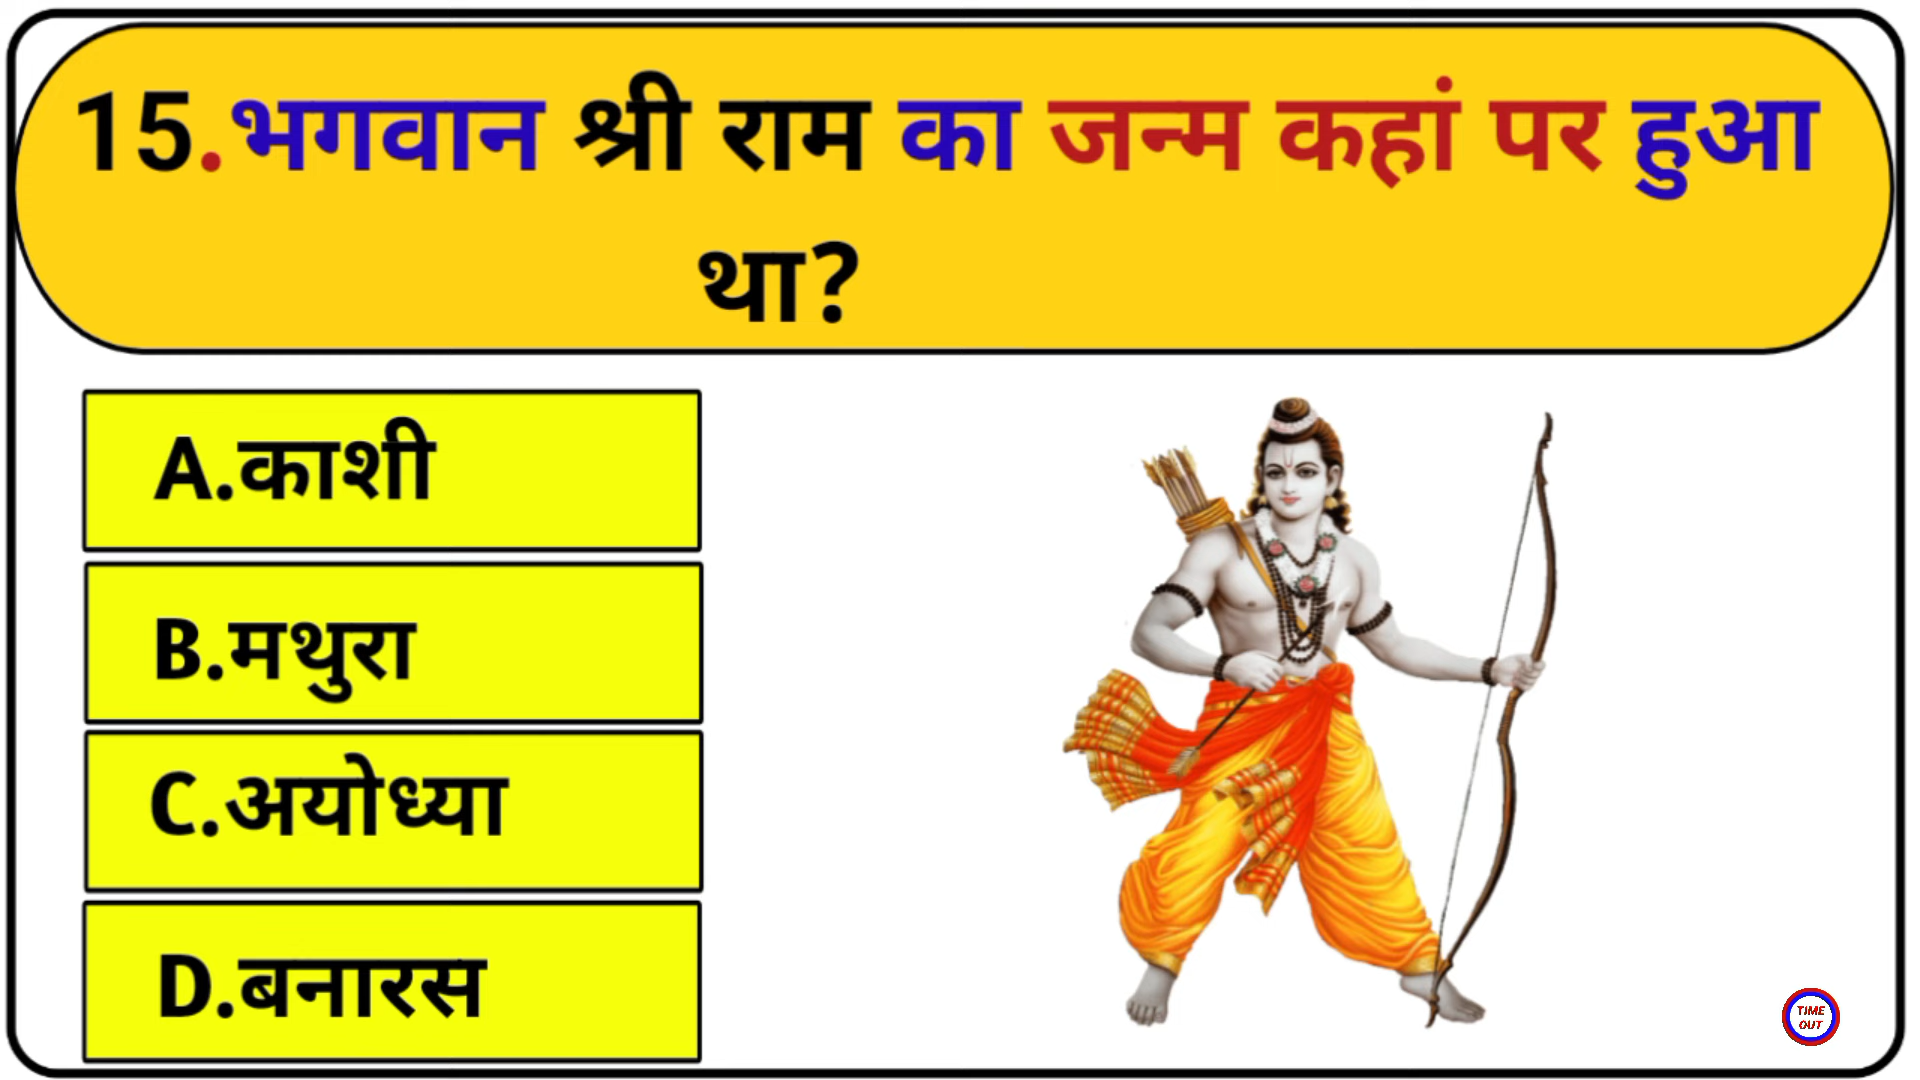 15.भगवान श्री राम का जन्म कहां पर हुआ
था?
A.काशी
B.मथुरा
C.अयोध्या
D.बनारस
TIME
OUT